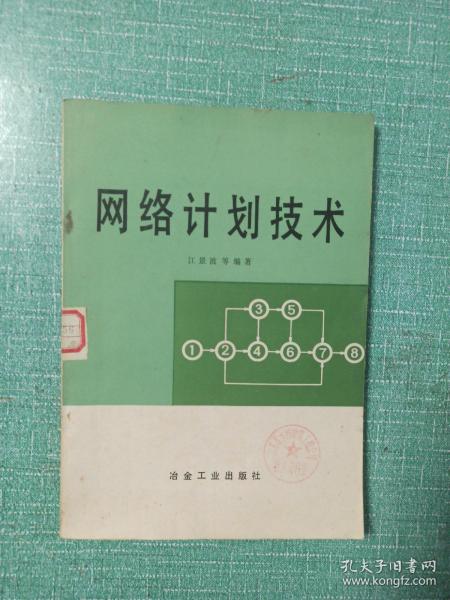 网络计划技术
江景波等编著
③ ⑤
① ② ④ ⑥ ⑦ ⑧
冶金工业出版社
孔夫子旧书网
www.kongfz.com